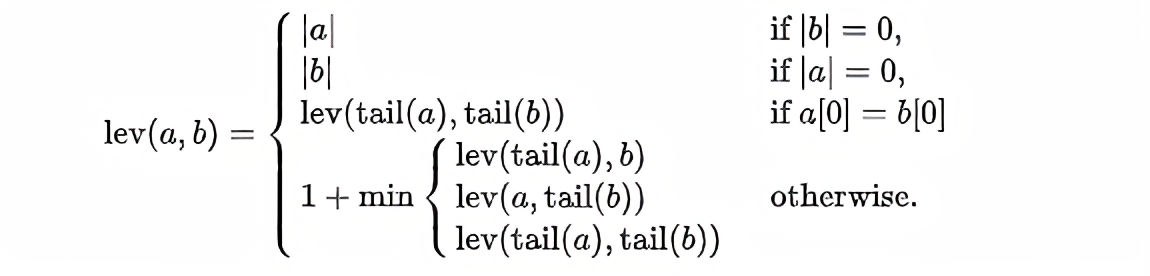 |a| if |b| = 0,
|b| if |a| = 0,
lev(tail(a), tail(b)) if a[0] = b[0]
lev(a, b) =
lev(tail(a), b)
1 + min lev(a, tail(b)) otherwise.
lev(tail(a), tail(b))